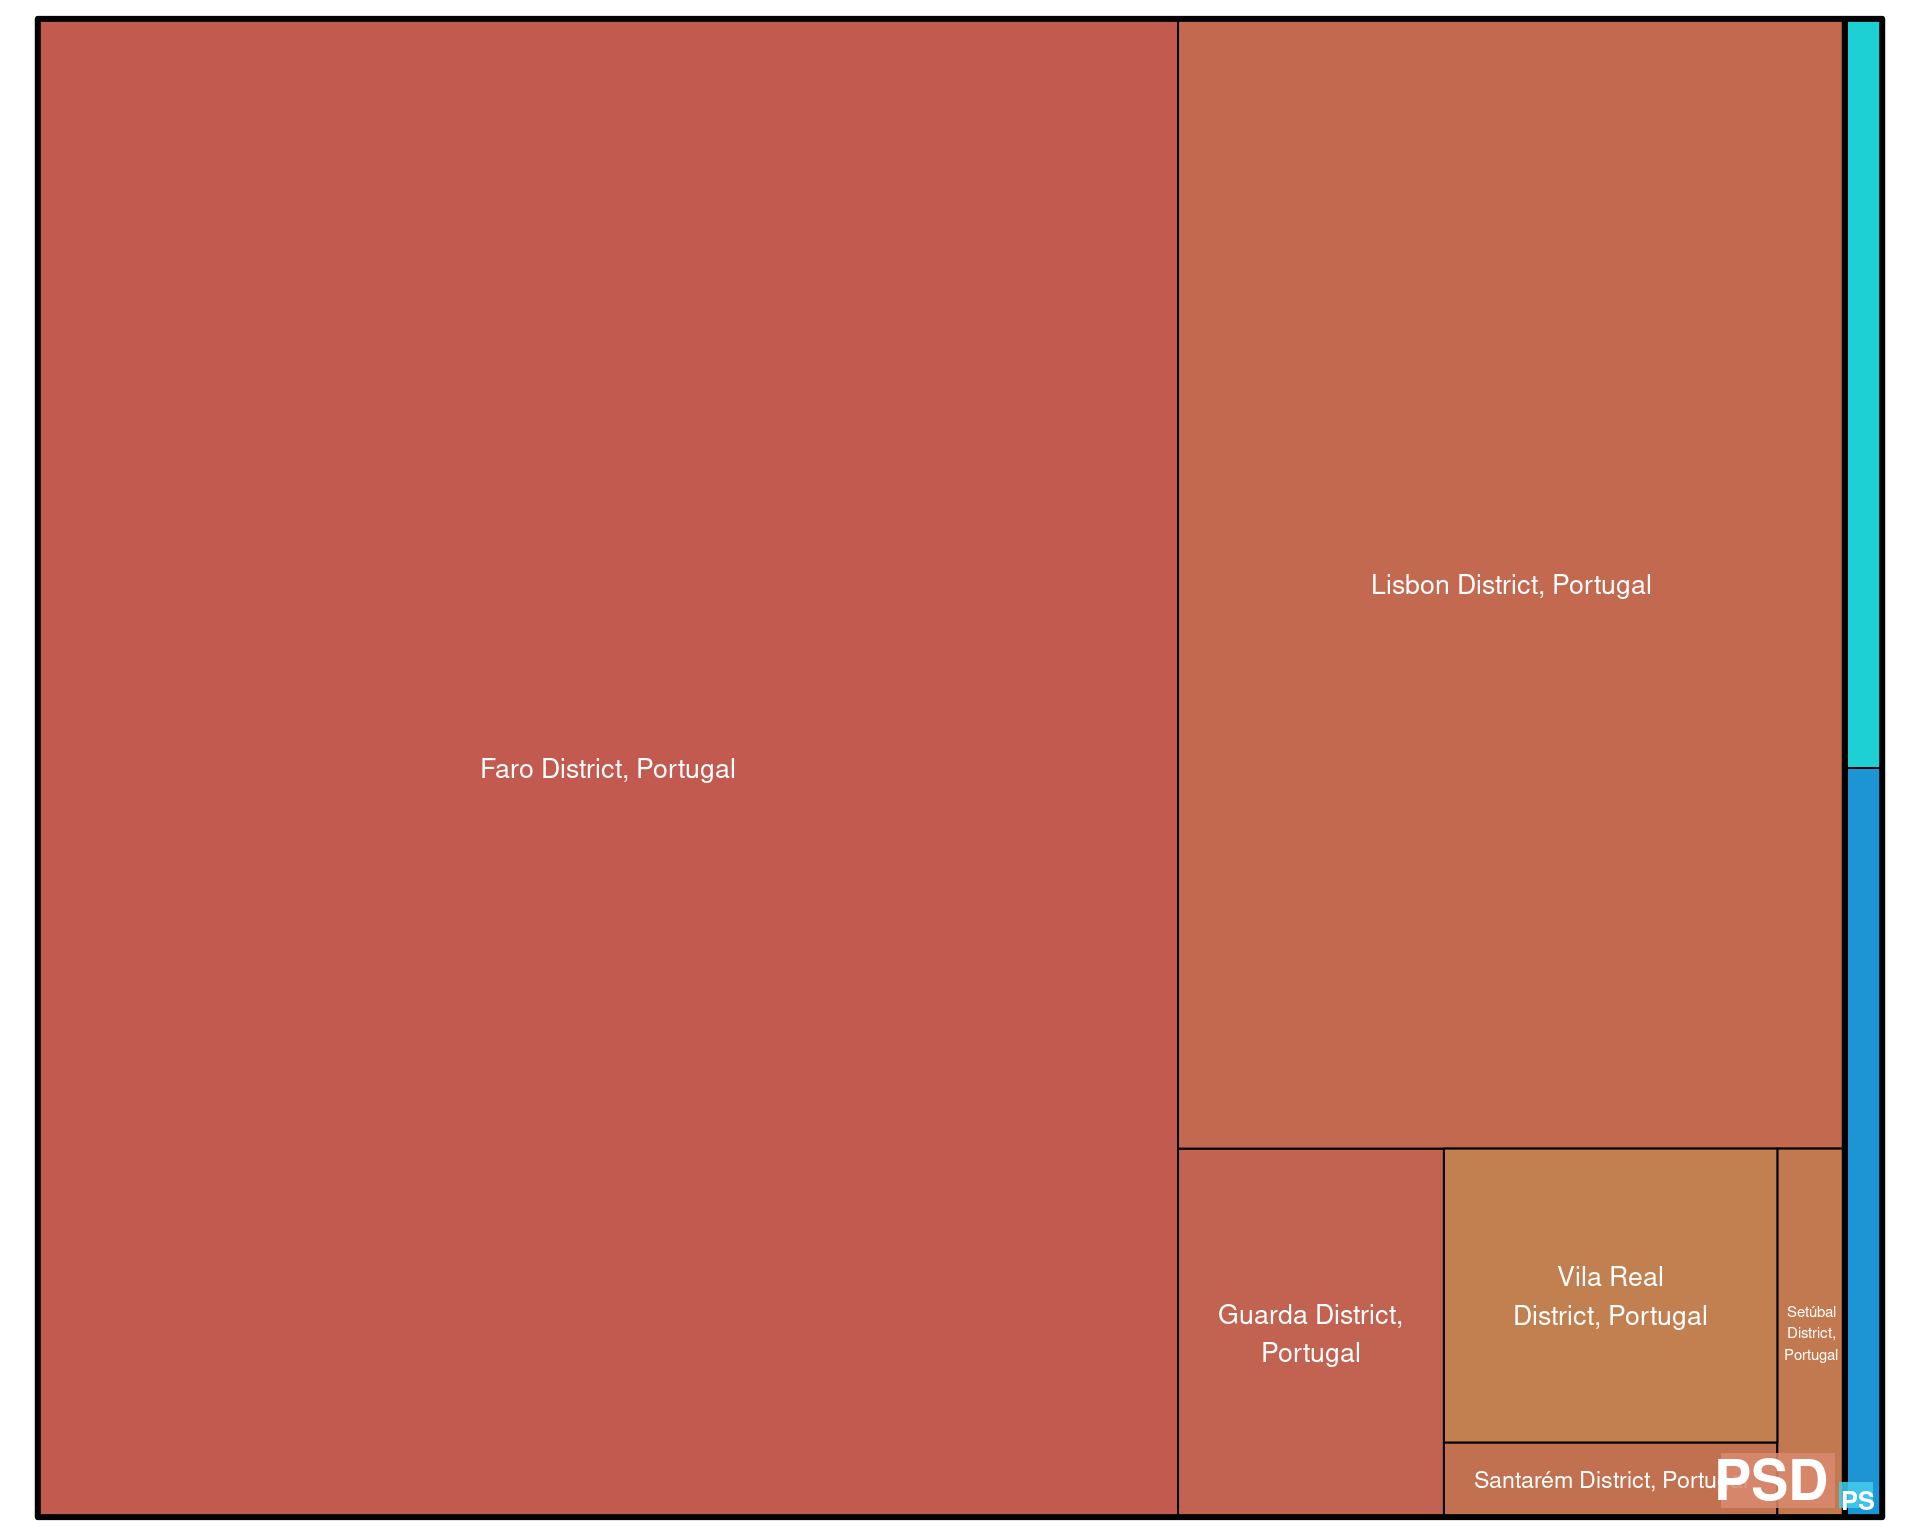 Faro District, Portugal
Lisbon District, Portugal
Guarda District,
Portugal
Vila Real
District, Portugal
Setúbal
District,
Portugal
Santarém District,
PSD
PS